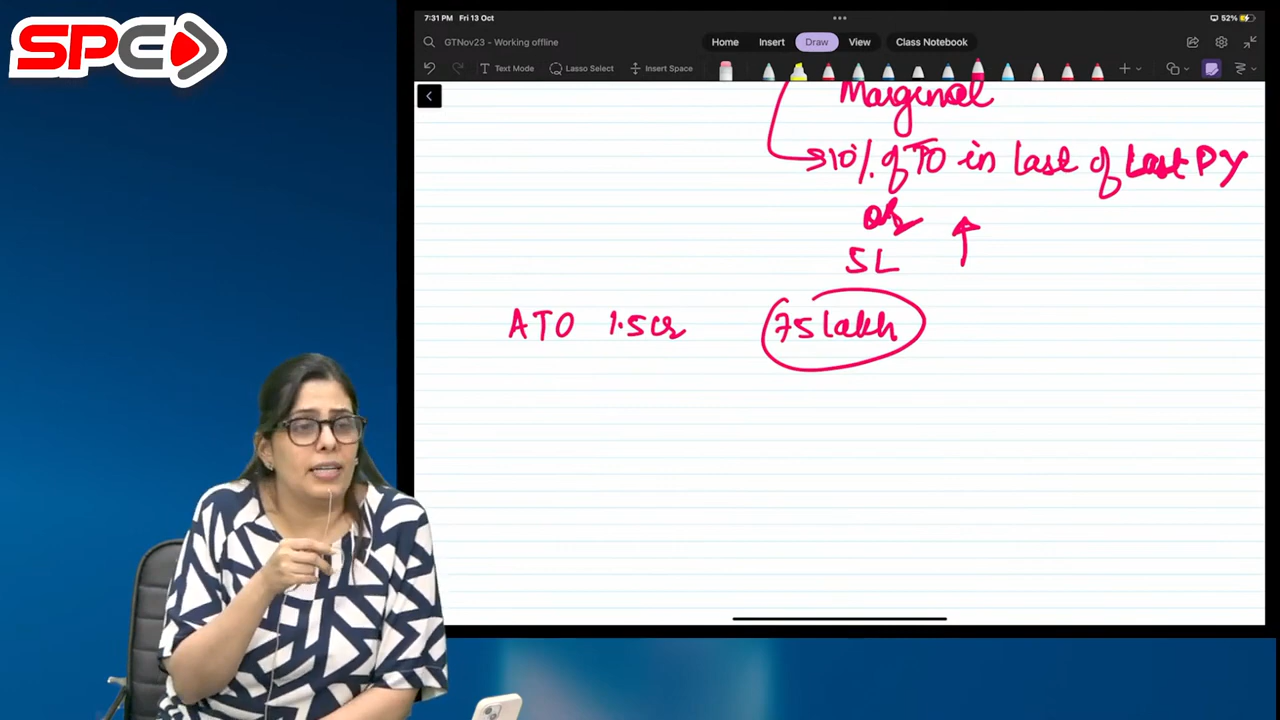 SPC
7:31 PM Fri 13 Oct
52%
GTNov23 - Working offline
Home Insert Draw View Class Notebook
Text Mode Lasso Select Insert Space
Marginal
10% of TO in last of Last PY
or
5L
ATO 1.5cr 75 lakh